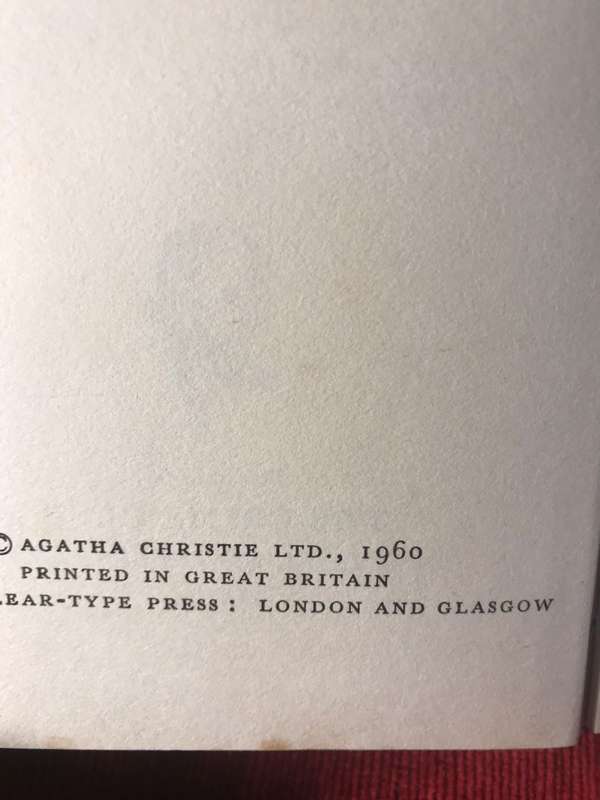 © AGATHA CHRISTIE LTD., 1960
PRINTED IN GREAT BRITAIN
LEAR-TYPE PRESS : LONDON AND GLASGOW